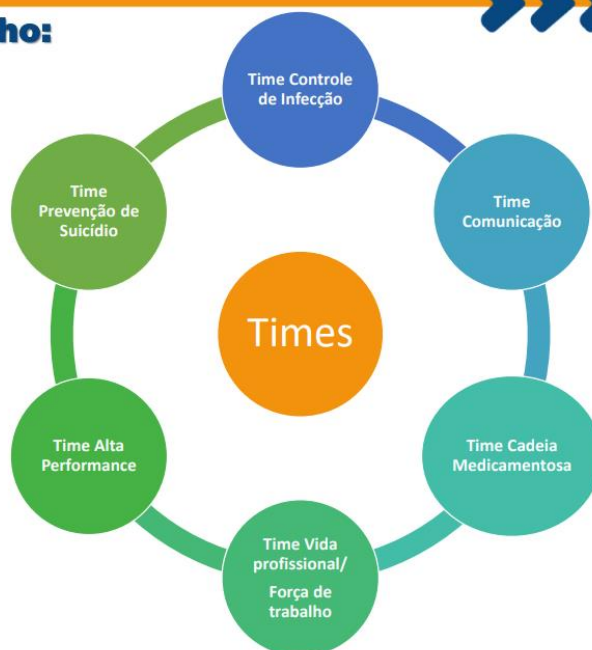 ho:
Time Controle
de Infecção
Time
Comunicação
Time Cadeia
Medicamentosa
Time Vida
profissional/
Força de
trabalho
Time Alta
Performance
Time
Prevenção de
Suicídio
Times